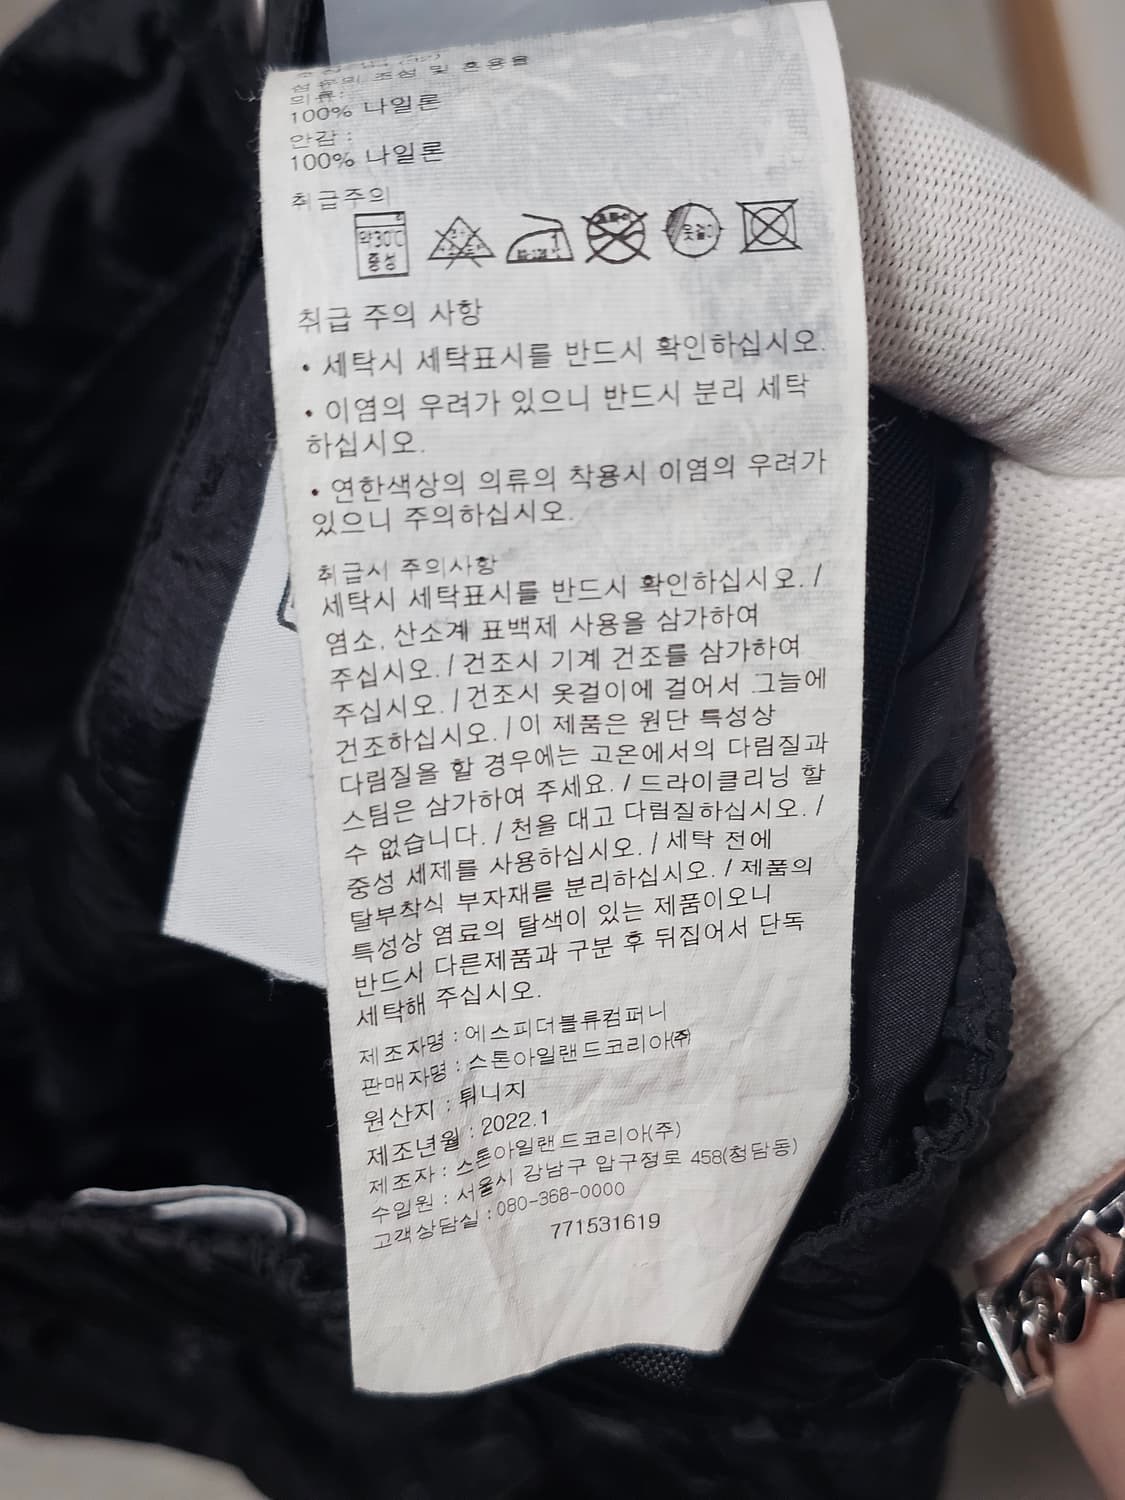 섬유의 조성 및 혼용율
의류:
100% 나일론
안감 :
100% 나일론
취급주의
약30℃
중성
옷걸이
취급 주의 사항
• 세탁시 세탁표시를 반드시 확인하십시오.
• 이염의 우려가 있으니 반드시 분리 세탁
하십시오.
• 연한색상의 의류의 착용시 이염의 우려가
있으니 주의하십시오.
취급시 주의사항
세탁시 세탁표시를 반드시 확인하십시오. /
염소, 산소계 표백제 사용을 삼가하여
주십시오. / 건조시 기계 건조를 삼가하여
주십시오. / 건조시 옷걸이에 걸어서 그늘에
건조하십시오. / 이 제품은 원단 특성상
다림질을 할 경우에는 고온에서의 다림질과
스팀은 삼가하여 주세요. / 드라이클리닝 할
수 없습니다. / 천을 대고 다림질하십시오. /
중성 세제를 사용하십시오. / 세탁 전에
탈부착식 부자재를 분리하십시오. / 제품의
특성상 염료의 탈색이 있는 제품이오니
반드시 다른제품과 구분 후 뒤집어서 단독
세탁해 주십시오.
제조자명 : 에스피더블류컴퍼니
판매자명 : 스톤아일랜드코리아㈜
원산지 : 튀니지
제조년월 : 2022.1
제조자 : 스톤아일랜드코리아(주)
수입원 : 서울시 강남구 압구정로 458(청담동)
고객상담실 : 080-368-0000
771531619